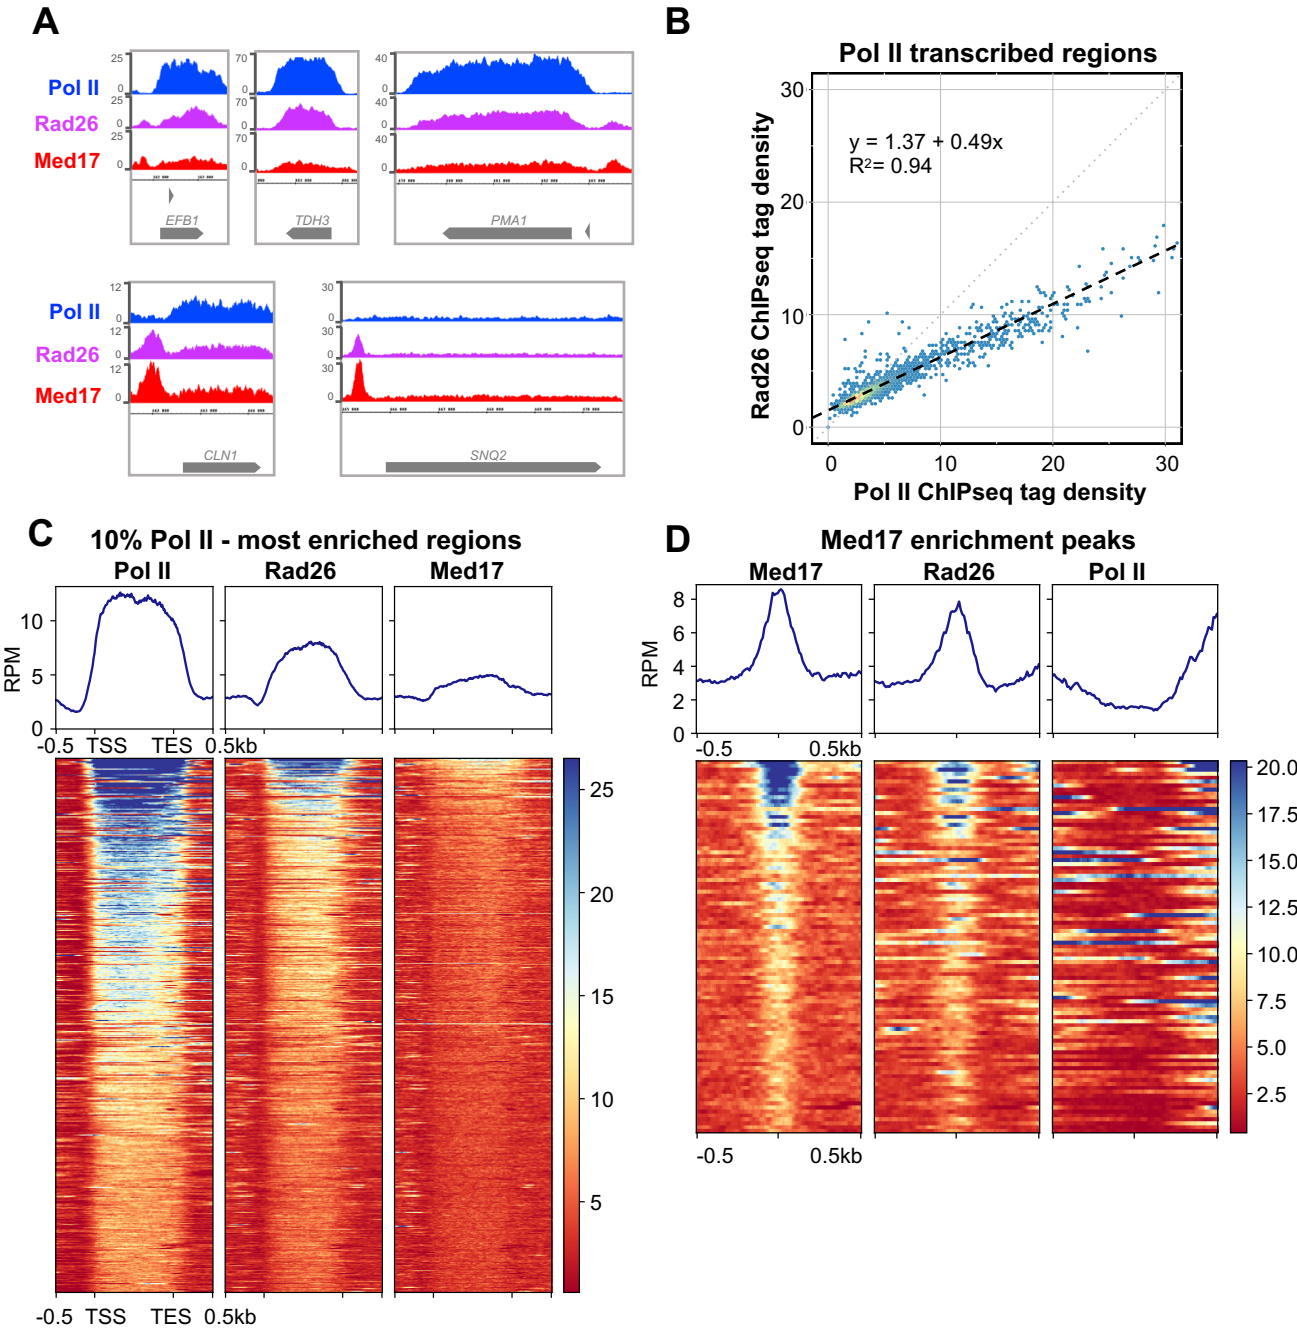 A
Pol II
25
0
70
0
40
0
Rad26
25
0
70
0
40
0
Med17
25
0
70
0
40
0
EFB1
TDH3
PMA1
Pol II
12
0
30
0
Rad26
12
0
30
0
Med17
12
0
30
0
CLN1
SNQ2
B
Pol II transcribed regions
y = 1.37 + 0.49x
R²= 0.94
Rad26 ChIPseq tag density
30
20
10
0
0 10 20 30
Pol II ChIPseq tag density
C
10% Pol II - most enriched regions
Pol II Rad26 Med17
RPM
10
5
0
-0.5 TSS TES 0.5kb
25
20
15
10
5
-0.5 TSS TES 0.5kb
D
Med17 enrichment peaks
Med17 Rad26 Pol II
RPM
8
6
4
2
0
-0.5 0.5kb
20.0
17.5
15.0
12.5
10.0
7.5
5.0
2.5
-0.5 0.5kb